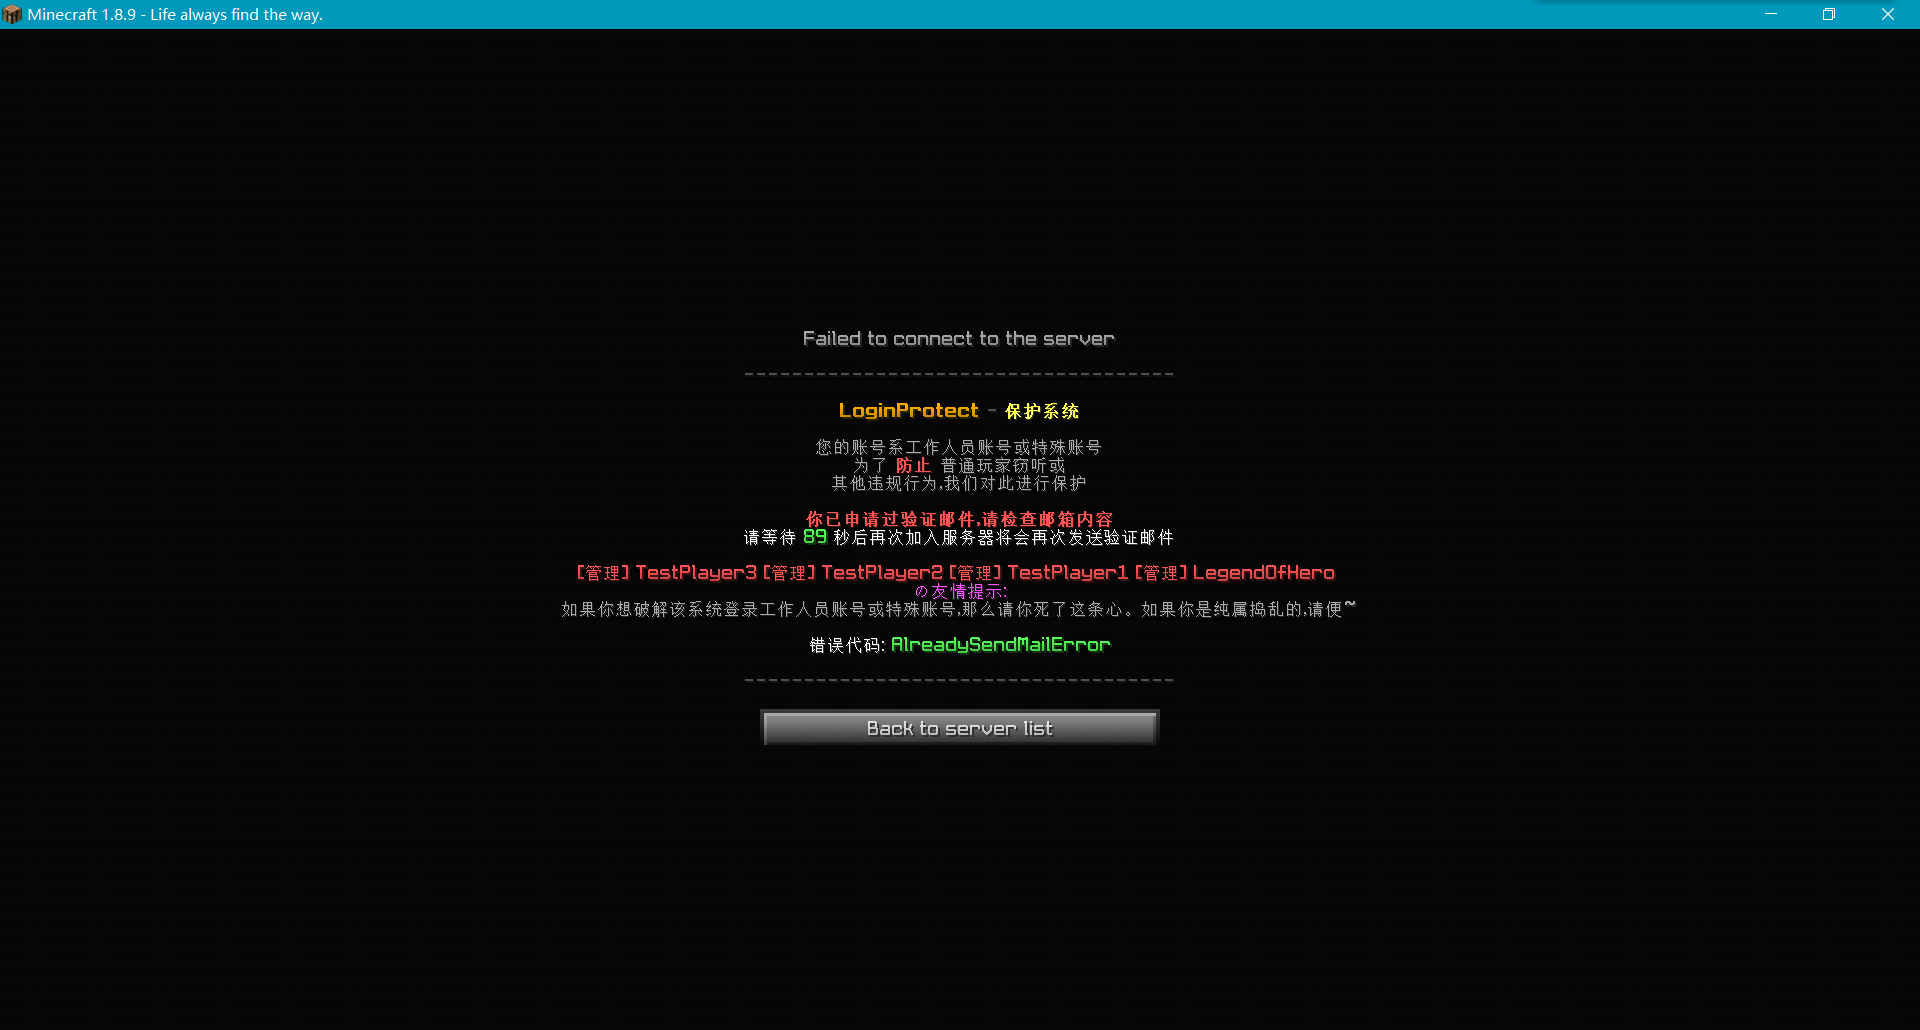 Minecraft 1.8.9 - Life always find the way.
Failed to connect to the server
------------------------------------
LoginProtect - 保护系统
您的账号系工作人员账号或特殊账号
为了 防止 普通玩家窃听或
其他违规行为,我们对此进行保护
你已申请过验证邮件,请检查邮箱内容
请等待 89 秒后再次加入服务器将会再次发送验证邮件
[管理] TestPlayer3 [管理] TestPlayer2 [管理] TestPlayer1 [管理] LegendOfHero
の友情提示:
如果你想破解该系统登录工作人员账号或特殊账号,那么请你死了这条心。如果你是纯属捣乱的,请便~
错误代码: AlreadySendMailError
------------------------------------
Back to server list